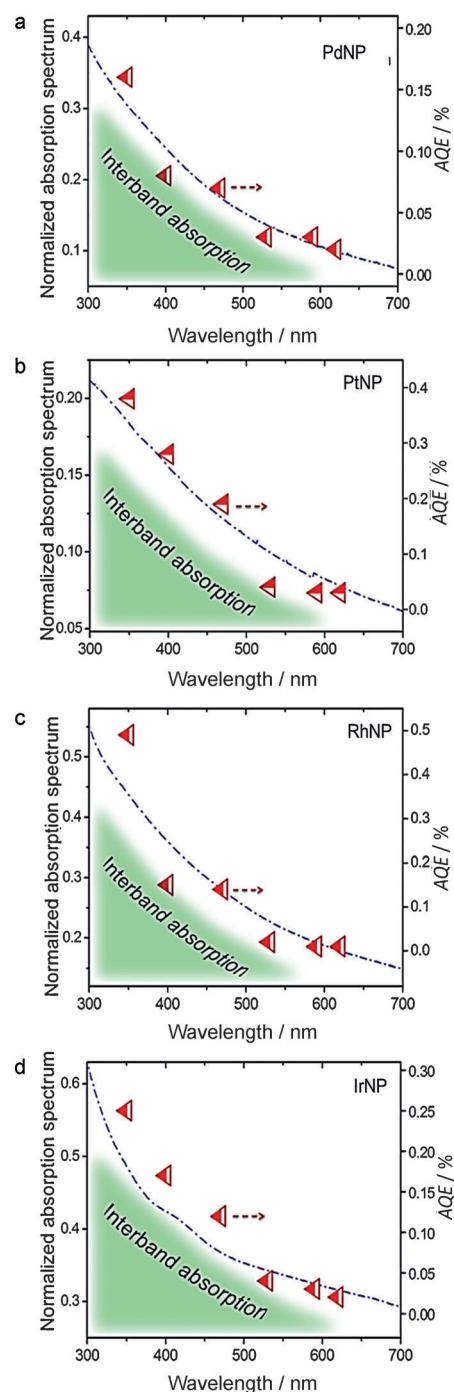 a
0.4
0.3
0.2
0.1
Normalized absorption spectrum
PdNP
Interband absorption
0.20
0.15
0.10
0.05
0.00
AQE / %
300 400 500 600 700
Wavelength / nm
b
0.20
0.15
0.10
0.05
Normalized absorption spectrum
PtNP
Interband absorption
0.4
0.3
0.2
0.1
0.0
AQE / %
300 400 500 600 700
Wavelength / nm
c
0.5
0.4
0.3
0.2
Normalized absorption spectrum
RhNP
Interband absorption
0.5
0.3
0.2
0.1
0.0
AQE / %
300 400 500 600 700
Wavelength / nm
d
0.6
0.5
0.4
0.3
Normalized absorption spectrum
IrNP
Interband absorption
0.30
0.25
0.20
0.15
0.10
0.05
0.00
AQE / %
300 400 500 600 700
Wavelength / nm